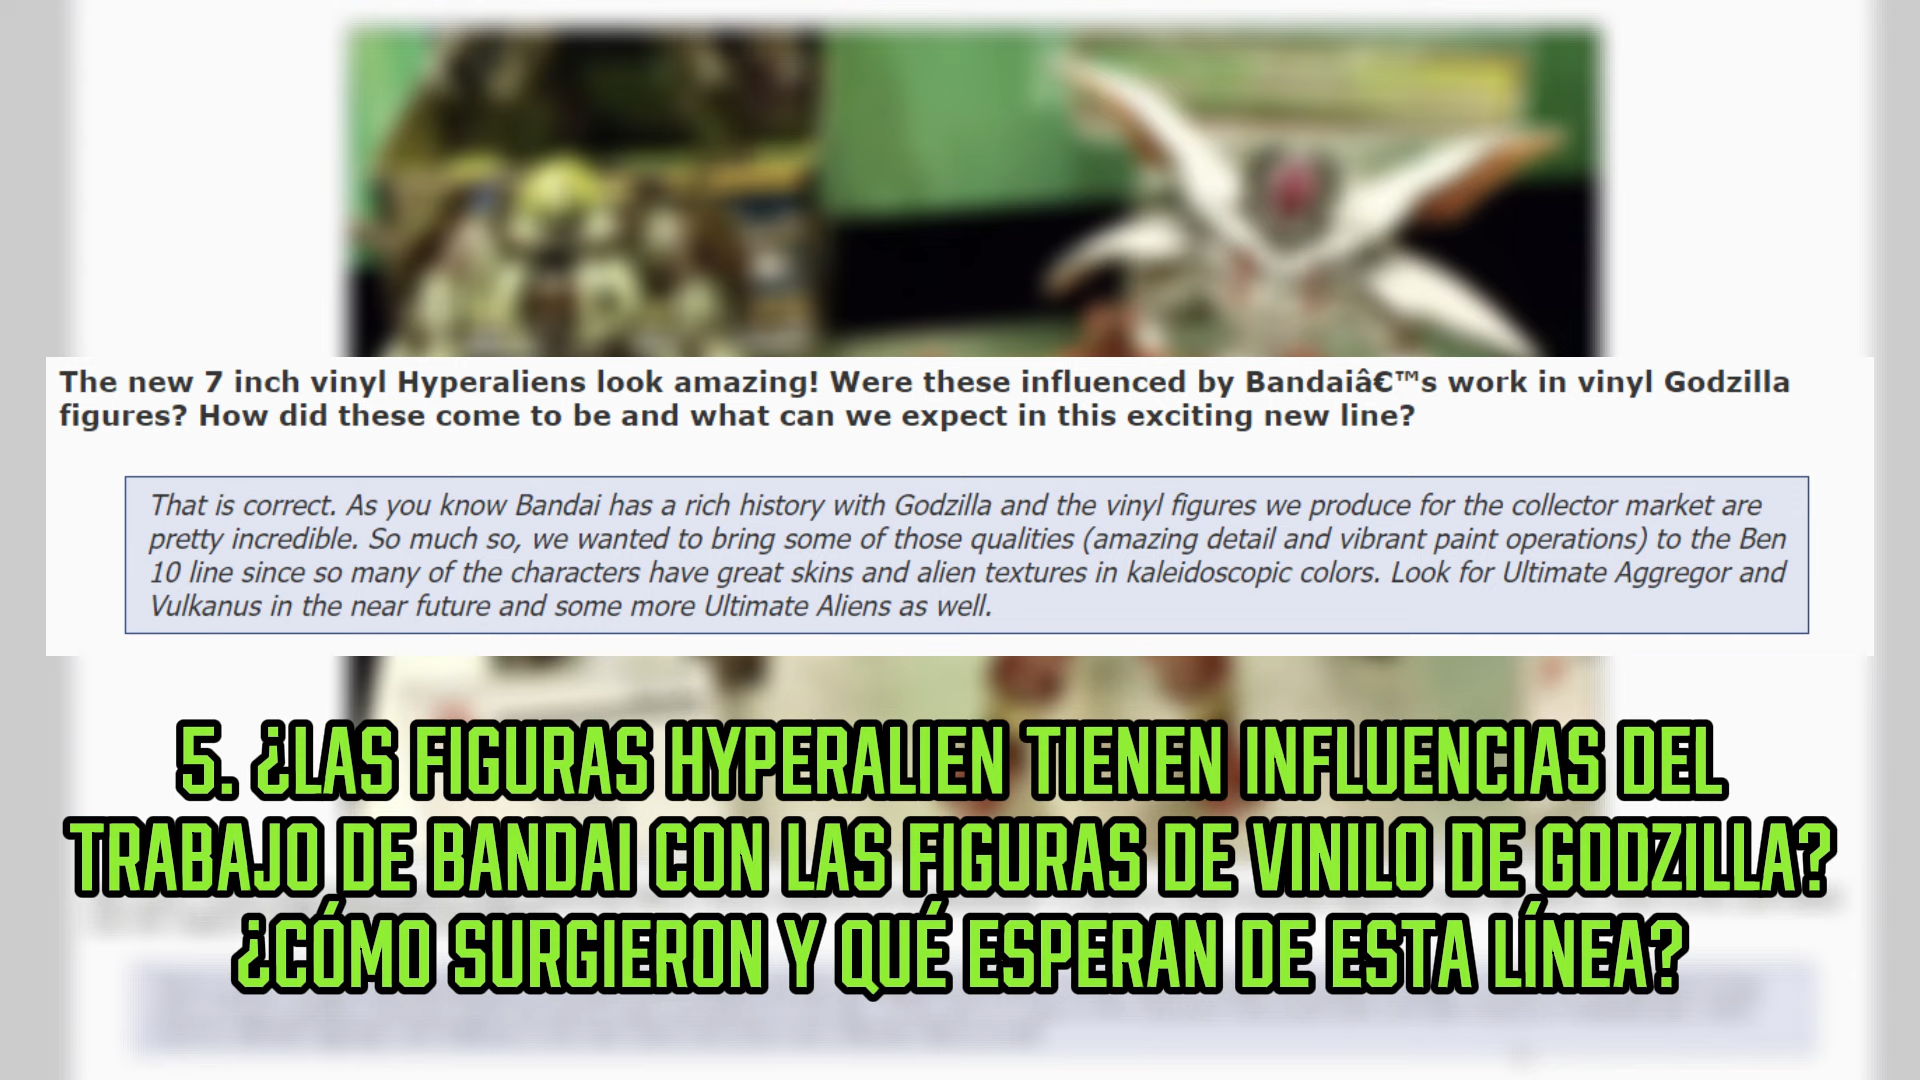 The new 7 inch vinyl Hyperaliens look amazing! Were these influenced by Bandaiâ€™s work in vinyl Godzilla
figures? How did these come to be and what can we expect in this exciting new line?
That is correct. As you know Bandai has a rich history with Godzilla and the vinyl figures we produce for the collector market are
pretty incredible. So much so, we wanted to bring some of those qualities (amazing detail and vibrant paint operations) to the Ben
10 line since so many of the characters have great skins and alien textures in kaleidoscopic colors. Look for Ultimate Aggregor and
Vulkanus in the near future and some more Ultimate Aliens as well.
5. ¿LAS FIGURAS HYPERALIEN TIENEN INFLUENCIAS DEL
TRABAJO DE BANDAI CON LAS FIGURAS DE VINILO DE GODZILLA?
¿CÓMO SURGIERON Y QUÉ ESPERAN DE ESTA LÍNEA?